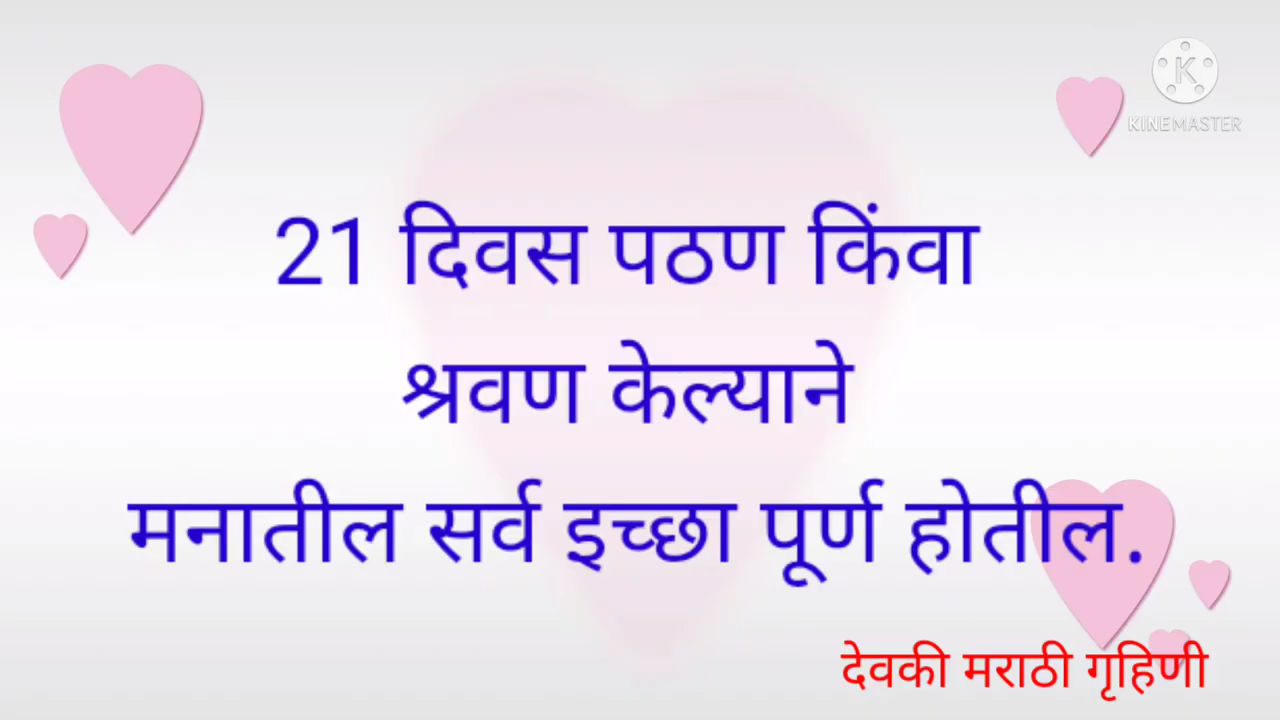 KINEMASTER
21 दिवस पठण किंवा
श्रवण केल्याने
मनातील सर्व इच्छा पूर्ण होतील.
देवकी मराठी गृहिणी